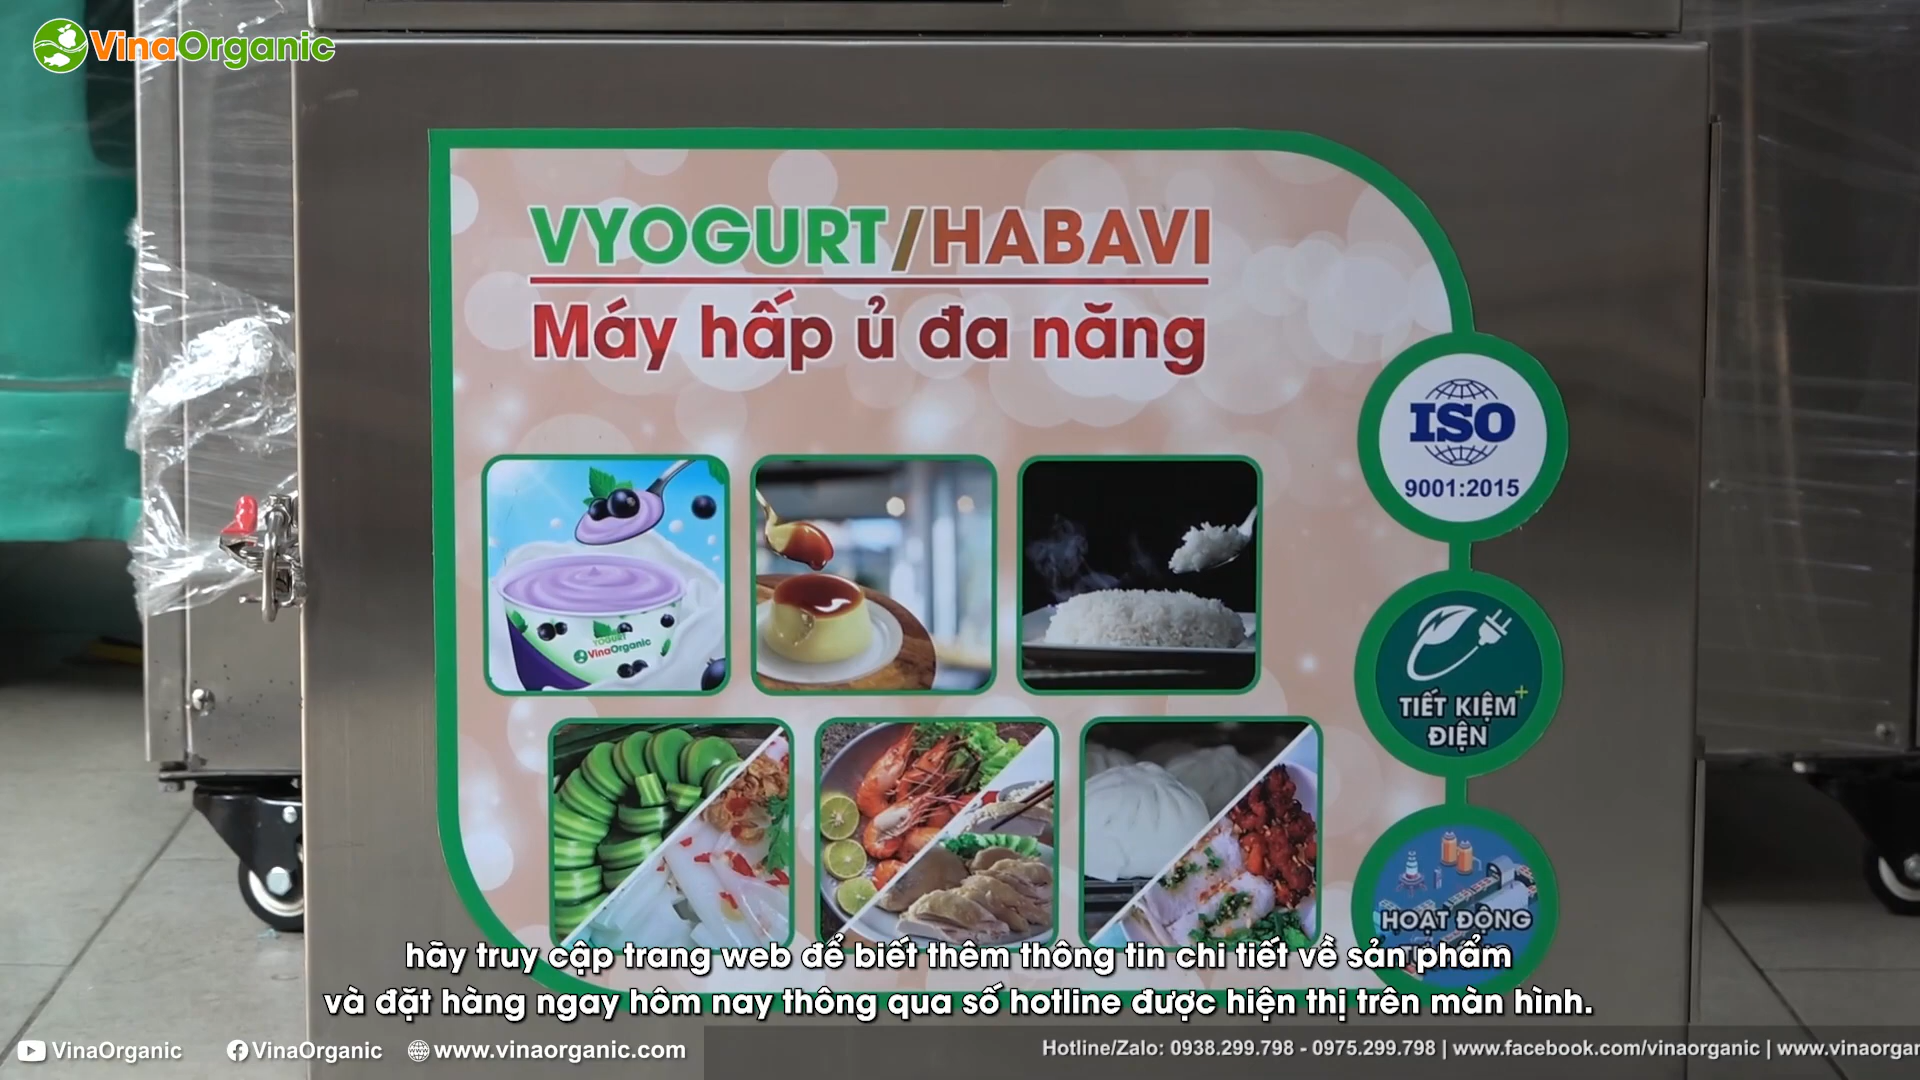 VinaOrganic
VYOGURT/HABAVI
Máy hấp ủ đa năng
ISO
9001:2015
YOGURT
VinaOrganic
TIẾT KIỆM+
ĐIỆN
HOẠT ĐỘNG
hãy truy cập trang web để biết thêm thông tin chi tiết về sản phẩm
và đặt hàng ngay hôm nay thông qua số hotline được hiện thị trên màn hình.
VinaOrganic VinaOrganic www.vinaorganic.com
Hotline/Zalo: 0938.299.798 - 0975.299.798 | www.facebook.com/vinaorganic | www.vinaorgar